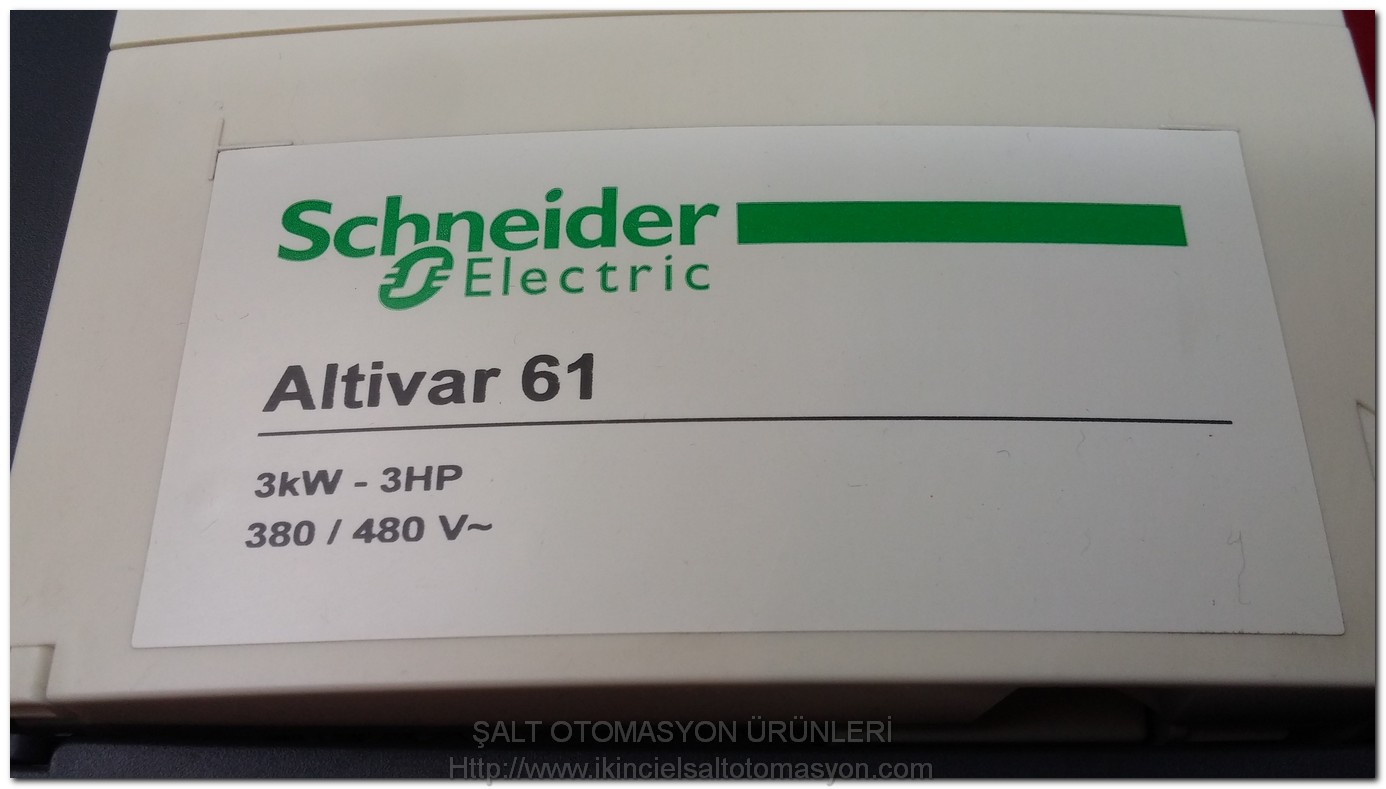 Schneider
Electric
Altivar 61
3kW - 3HP
380 / 480 V~
ŞALT OTOMASYON ÜRÜNLERİ
Http://www.ikincielsaltotomasyon.com